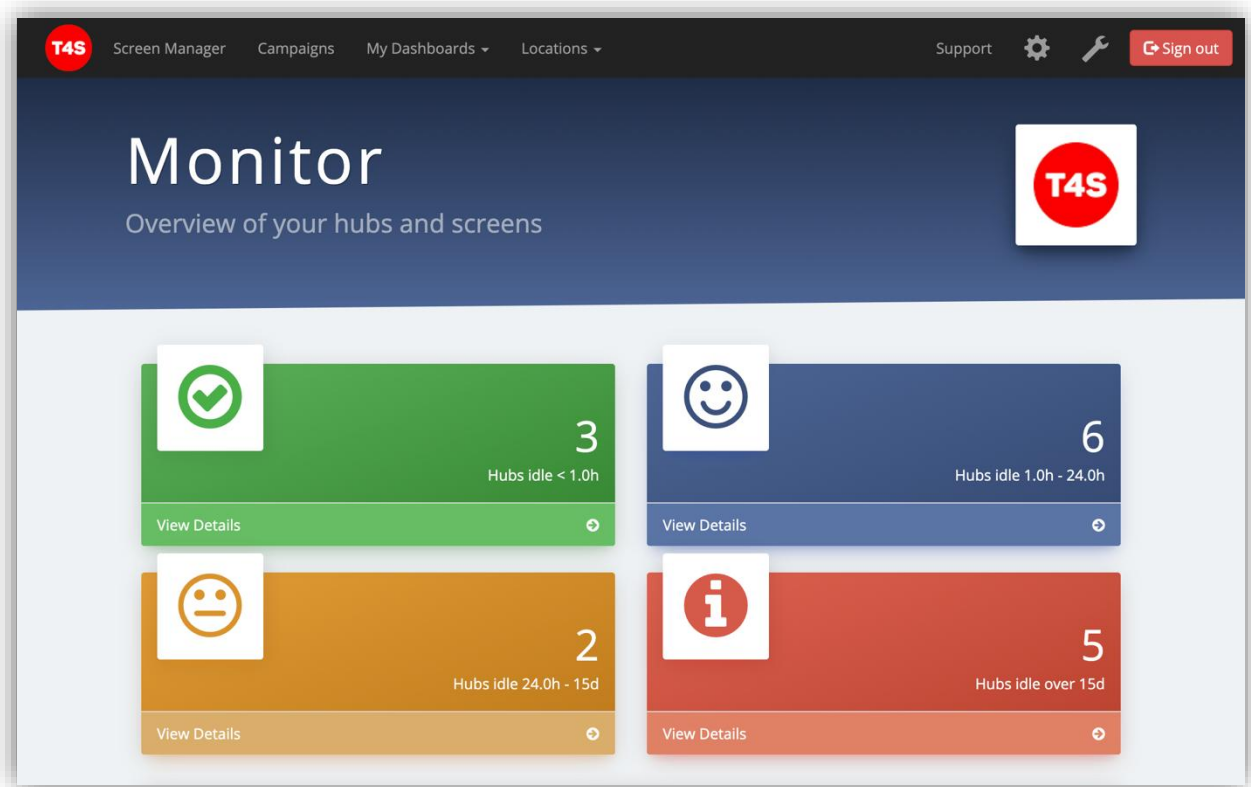 T4S Screen Manager Campaigns My Dashboards Locations Support Sign out
Monitor
Overview of your hubs and screens
T4S
3
Hubs idle < 1.0h
View Details
6
Hubs idle 1.0h - 24.0h
View Details
2
Hubs idle 24.0h - 15d
View Details
5
Hubs idle over 15d
View Details